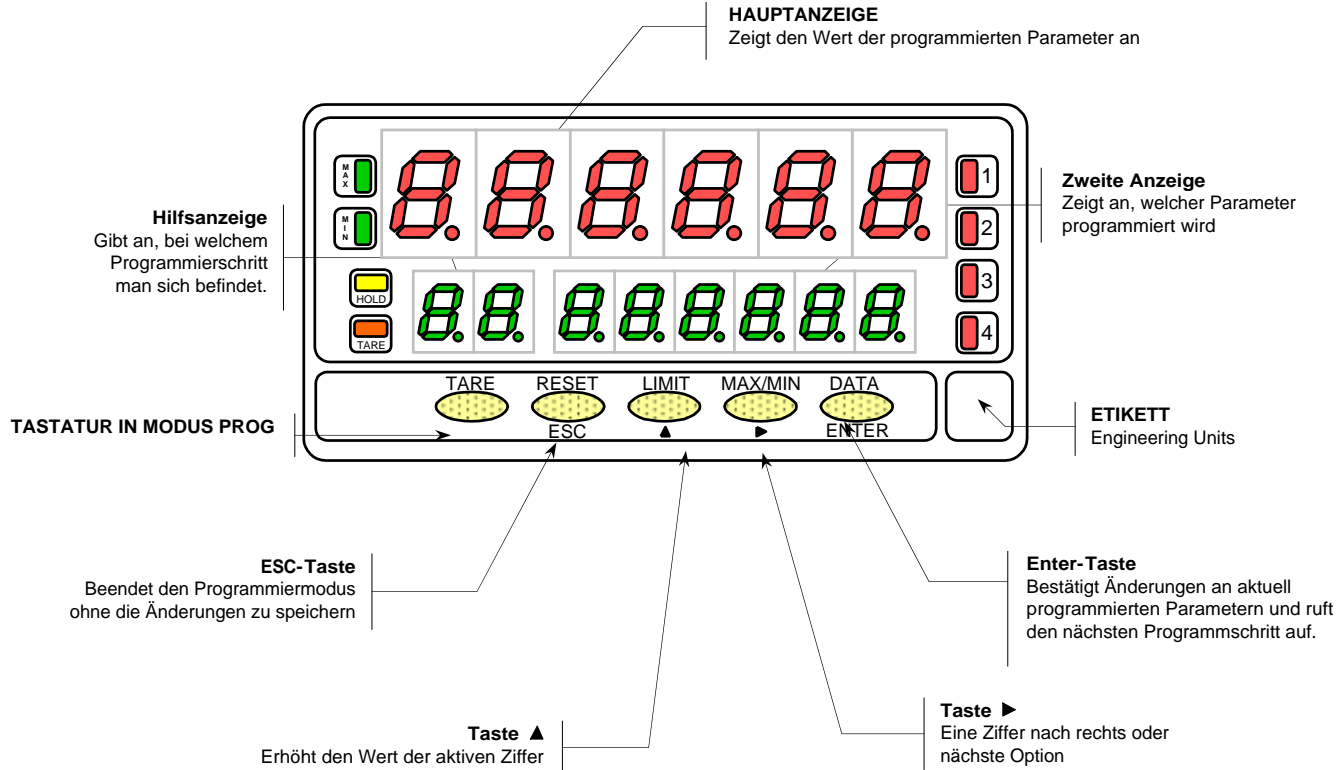 HAUPTANZEIGE
Zeigt den Wert der programmierten Parameter an
MAX
1
Zweite Anzeige
Zeigt an, welcher Parameter
programmiert wird
Hilfsanzeige
Gibt an, bei welchem
Programmierschritt
man sich befindet.
MIN
2
HOLD
3
TARE
4
TARE RESET LIMIT MAX/MIN DATA
ESC ▲ ► ENTER
TASTATUR IN MODUS PROG
ETIKETT
Engineering Units
ESC-Taste
Beendet den Programmiermodus
ohne die Änderungen zu speichern
Enter-Taste
Bestätigt Änderungen an aktuell
programmierten Parametern und ruft
den nächsten Programmschritt auf.
Taste ▲
Erhöht den Wert der aktiven Ziffer
Taste ►
Eine Ziffer nach rechts oder
nächste Option